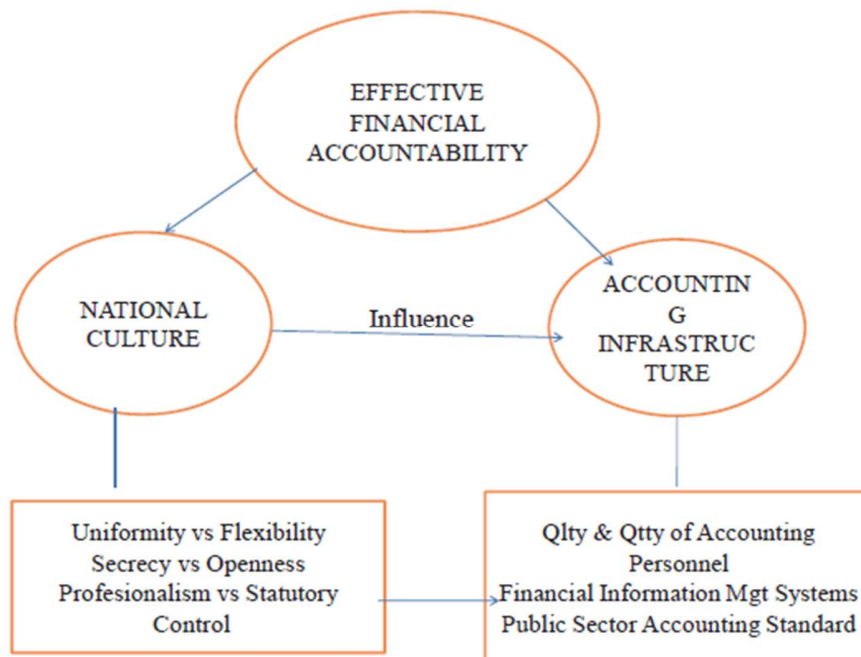 EFFECTIVE
FINANCIAL
ACCOUNTABILITY
NATIONAL
CULTURE
Influence
ACCOUNTIN
G
INFRASTRUC
TURE
Uniformity vs Flexibility
Secrecy vs Openness
Profesionalism vs Statutory
Control
Qlty & Qtty of Accounting
Personnel
Financial Information Mgt Systems
Public Sector Accounting Standard